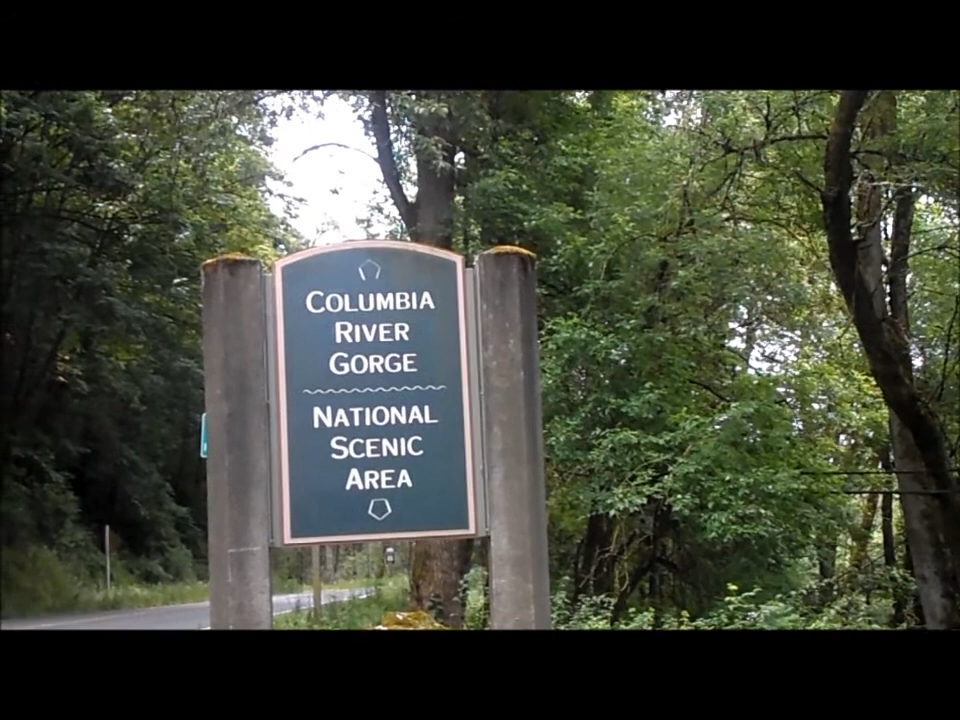 COLUMBIA
RIVER
GORGE
NATIONAL
SCENIC
AREA